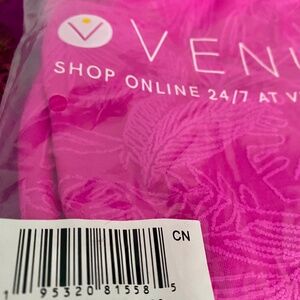 VENU
SHOP ONLINE 24/7 AT V
CN
1 95320 81558 5